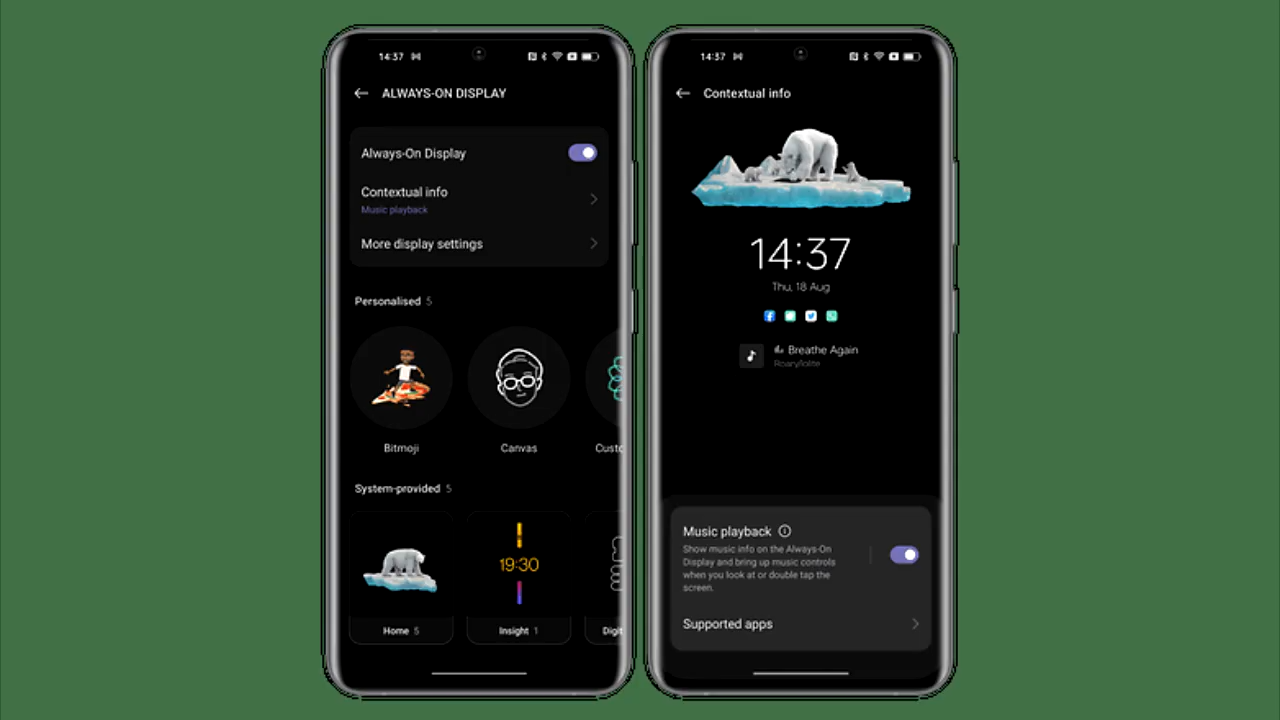 14:37
ALWAYS-ON DISPLAY
Always-On Display
Contextual info
Music playback
More display settings
Personalised 5
Bitmoji
Canvas
Custo
System-provided 5
19:30
Home 5
Insight 1
Digit
14:37
Contextual info
14:37
Thu, 18 Aug
Breathe Again
Music playback
Show music info on the Always-On
Display and bring up music controls
when you look at or double tap the
screen.
Supported apps